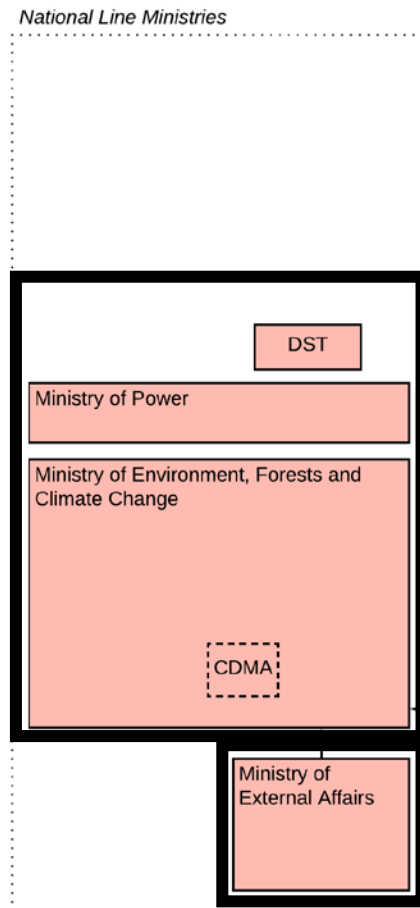 National Line Ministries
DST
Ministry of Power
Ministry of Environment, Forests and
Climate Change
CDMA
Ministry of
External Affairs